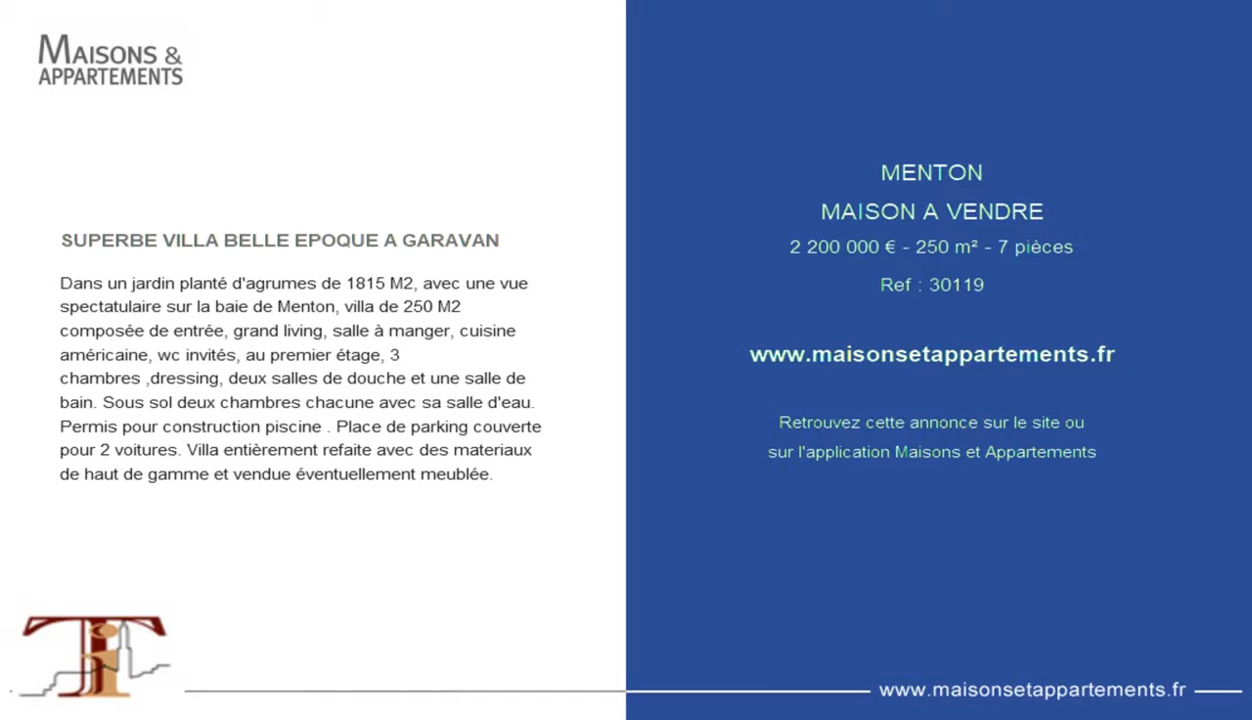 MAISONS &
APPARTEMENTS
SUPERBE VILLA BELLE EPOQUE A GARAVAN
Dans un jardin planté d'agrumes de 1815 M2, avec une vue
spectatulaire sur la baie de Menton, villa de 250 M2
composée de entrée, grand living, salle à manger, cuisine
américaine, wc invités, au premier étage, 3
chambres ,dressing, deux salles de douche et une salle de
bain. Sous sol deux chambres chacune avec sa salle d'eau.
Permis pour construction piscine . Place de parking couverte
pour 2 voitures. Villa entièrement refaite avec des materiaux
de haut de gamme et vendue éventuellement meublée.
MENTON
MAISON A VENDRE
2 200 000 € - 250 m² - 7 pièces
Ref : 30119
www.maisonsetappartements.fr
Retrouvez cette annonce sur le site ou
sur l'application Maisons et Appartements
TI
www.maisonsetappartements.fr